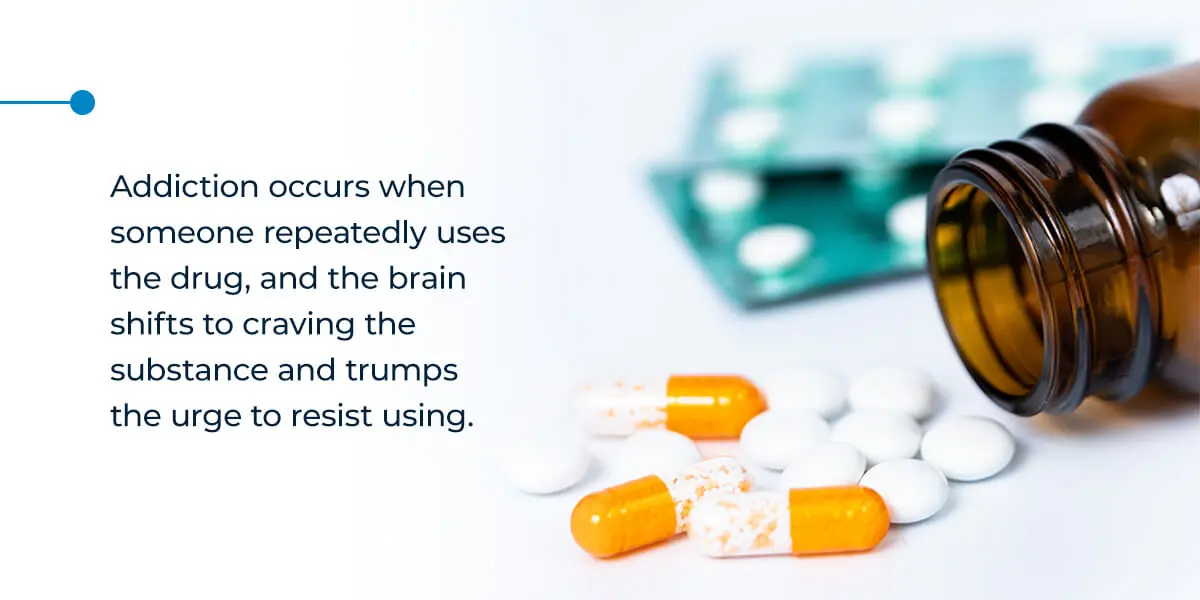 Addiction occurs when
someone repeatedly uses
the drug, and the brain
shifts to craving the
substance and trumps
the urge to resist using.